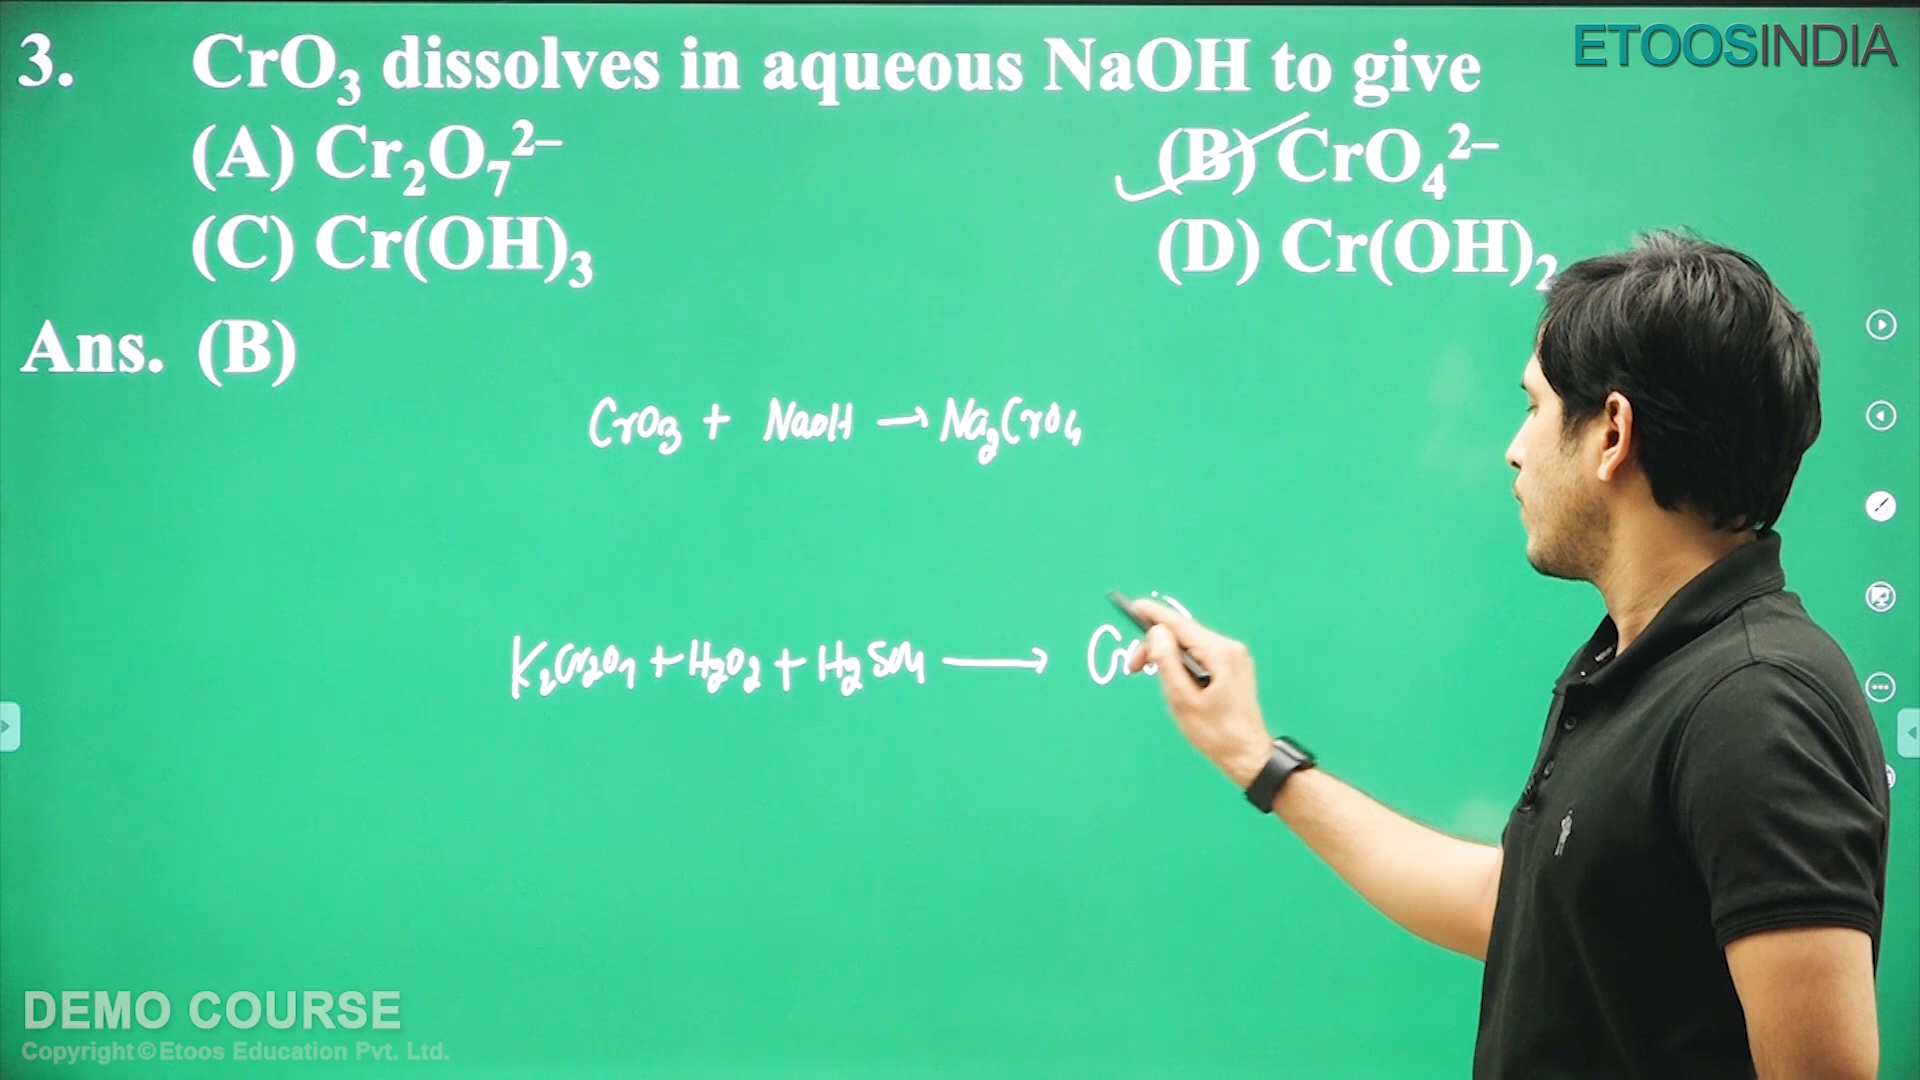 ETOOSINDIA
3. CrO₃ dissolves in aqueous NaOH to give
(A) Cr₂O₇²⁻ (B) CrO₄²⁻
(C) Cr(OH)₃ (D) Cr(OH)₂
Ans. (B)
CrO₃ + NaOH → Na₂CrO₄
K₂Cr₂O₇ + H₂O₂ + H₂SO₄ ⟶
DEMO COURSE
Copyright © Etoos Education Pvt. Ltd.